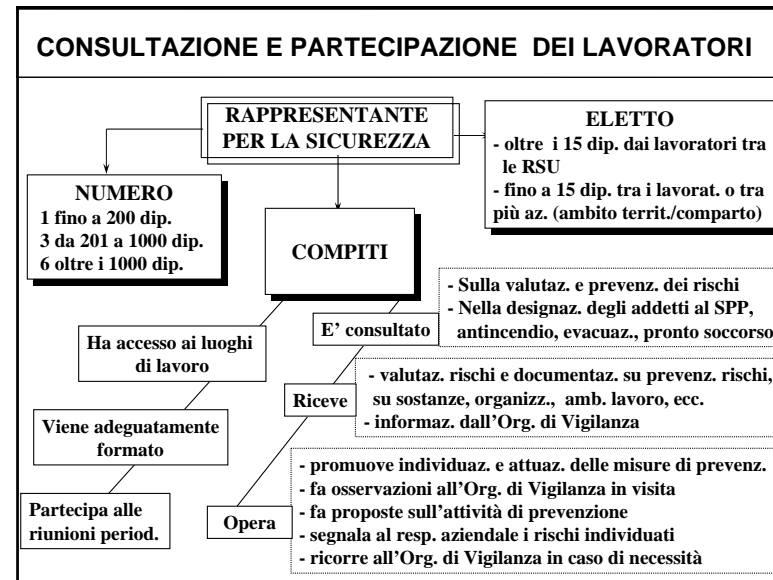 CONSULTAZIONE E PARTECIPAZIONE DEI LAVORATORI
RAPPRESENTANTE
PER LA SICUREZZA
ELETTO
- oltre i 15 dip. dai lavoratori tra
le RSU
- fino a 15 dip. tra i lavorat. o tra
più az. (ambito territ./comparto)
NUMERO
1 fino a 200 dip.
3 da 201 a 1000 dip.
6 oltre i 1000 dip.
COMPITI
Ha accesso ai luoghi
di lavoro
Viene adeguatamente
formato
Partecipa alle
riunioni period.
E' consultato
- Sulla valutaz. e prevenz. dei rischi
- Nella designaz. degli addetti al SPP,
antincendio, evacuaz., pronto soccorso
Riceve
- valutaz. rischi e documentaz. su prevenz. rischi,
su sostanze, organizz., amb. lavoro, ecc.
- informaz. dall'Org. di Vigilanza
Opera
- promuove individuaz. e attuaz. delle misure di prevenz.
- fa osservazioni all'Org. di Vigilanza in visita
- fa proposte sull'attività di prevenzione
- segnala al resp. aziendale i rischi individuati
- ricorre all'Org. di Vigilanza in caso di necessità